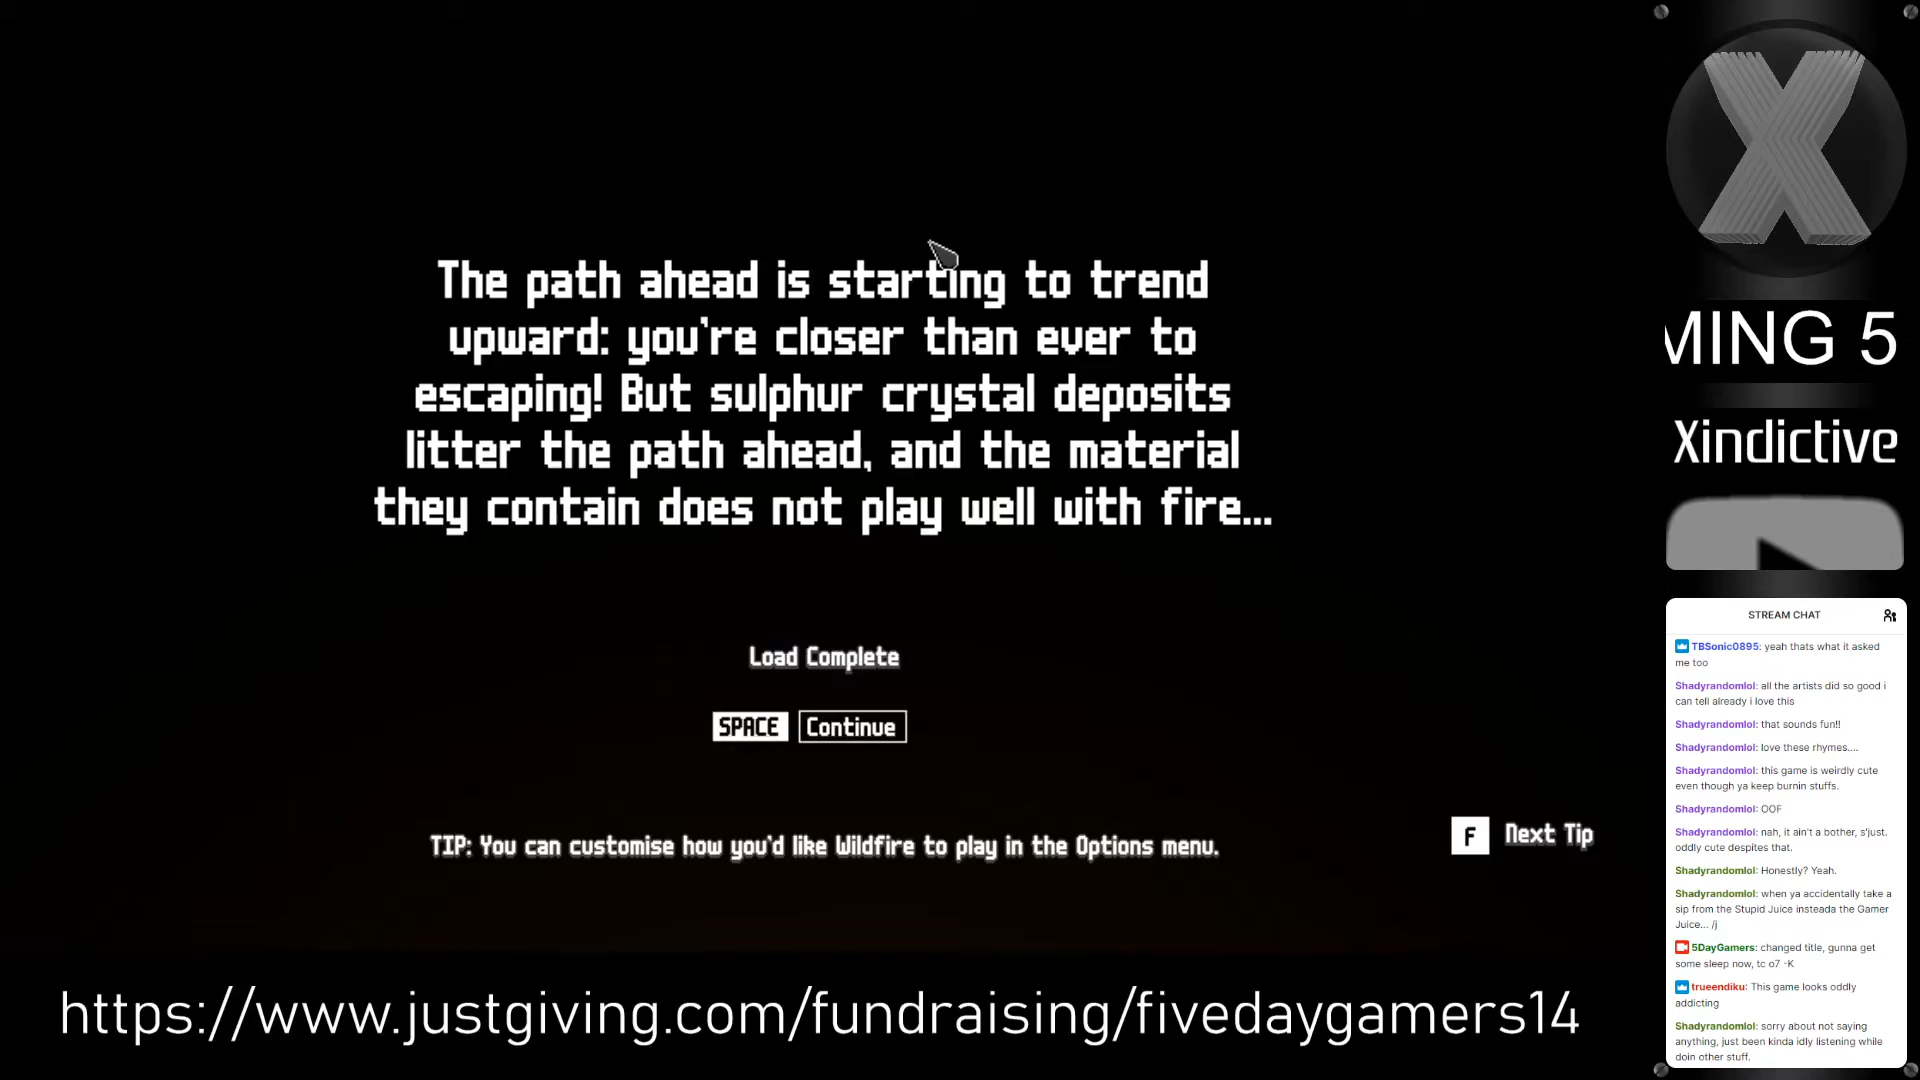 The path ahead is starting to trend
upward: you're closer than ever to
escaping! But sulphur crystal deposits
litter the path ahead, and the material
they contain does not play well with fire...
Load Complete
SPACE Continue
TIP: You can customise how you'd like Wildfire to play in the Options menu.
F Next Tip
https://www.justgiving.com/fundraising/fivedaygamers14
X
MING 5
Xindictive
STREAM CHAT
TBSonic0895: yeah thats what it asked
me too
Shadyrandomlol: all the artists did so good i
can tell already i love this
Shadyrandomlol: that sounds fun!!
Shadyrandomlol: love these rhymes....
Shadyrandomlol: this game is weirdly cute
even though ya keep burnin stuffs.
Shadyrandomlol: OOF
Shadyrandomlol: nah, it ain't a bother, s'just.
oddly cute despites that.
Shadyrandomlol: Honestly? Yeah.
Shadyrandomlol: when ya accidentally take a
sip from the Stupid Juice insteada the Gamer
Juice... /j
5DayGamers: changed title, gunna get
some sleep now, tc o7 -K
trueendiku: This game looks oddly
addicting
Shadyrandomlol: sorry about not saying
anything, just been kinda idly listening while
doin other stuff.